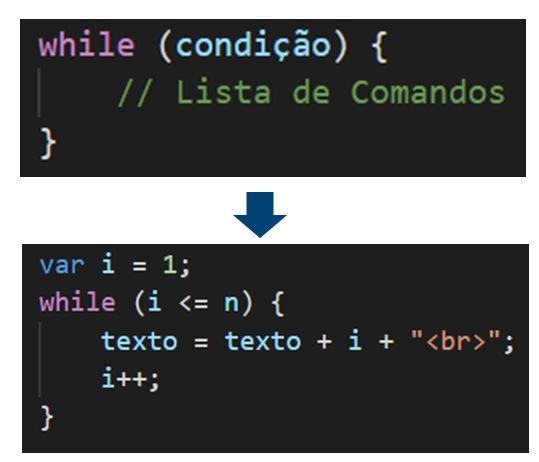 while (condição) {
    // Lista de Comandos
}
var i = 1;
while (i <= n) {
    texto = texto + i + "<br>";
    i++;
}